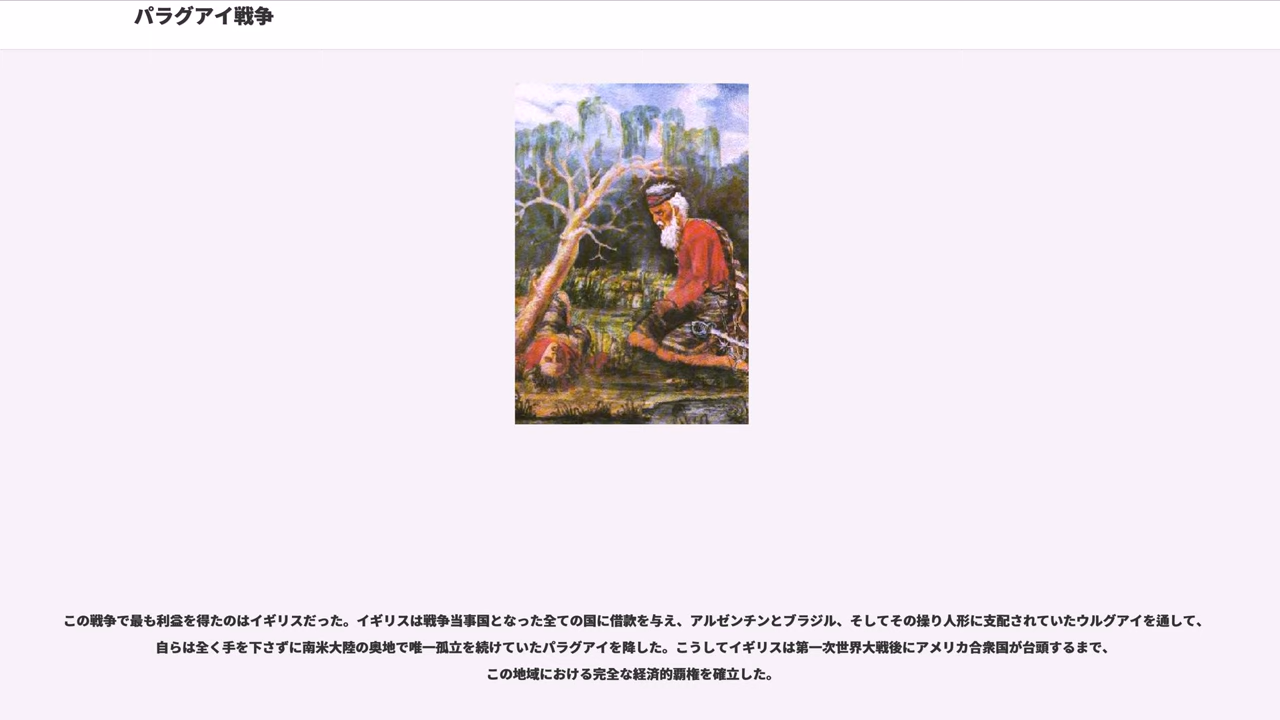 パラグアイ戦争
この戦争で最も利益を得たのはイギリスだった。イギリスは戦争当事国となった全ての国に借款を与え、アルゼンチンとブラジル、そしてその操り人形に支配されていたウルグアイを通して、
自らは全く手を下さずに南米大陸の奥地で唯一孤立を続けていたパラグアイを降した。こうしてイギリスは第一次世界大戦後にアメリカ合衆国が台頭するまで、
この地域における完全な経済的覇権を確立した。